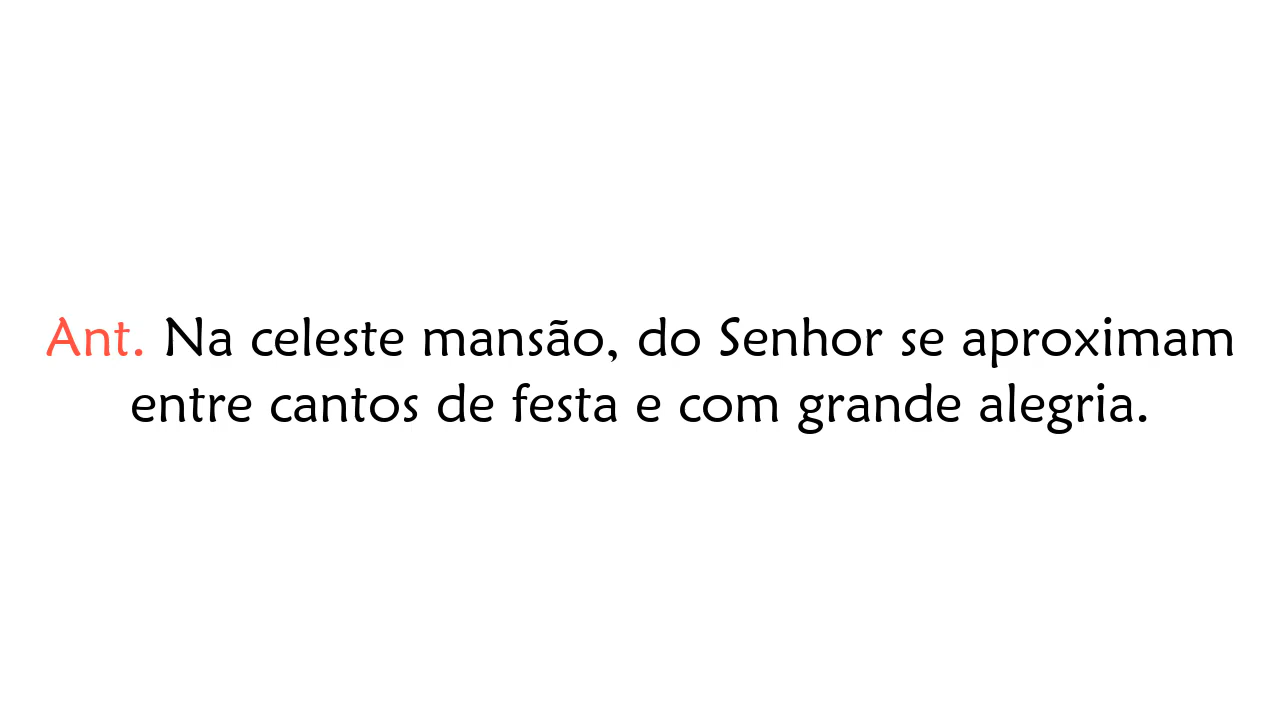 Ant. Na celeste mansão, do Senhor se aproximam
entre cantos de festa e com grande alegria.